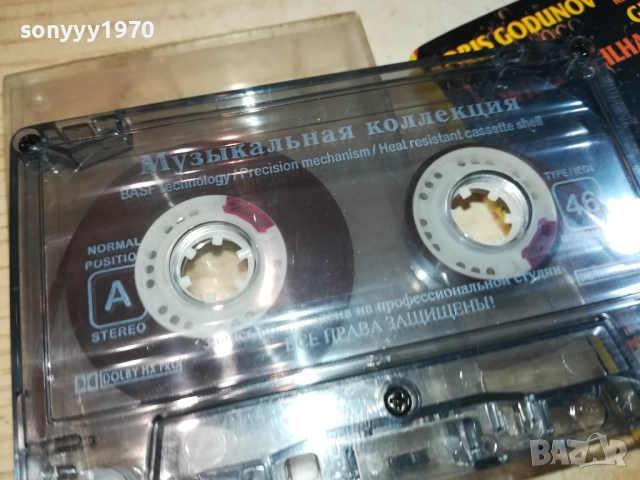 sonyyy1970
BORIS GODUNOV
Музыкальная коллекция
BASF technology / Precision mechanism / Heat resistant cassette shell
NORMAL
POSITION
A
STEREO
TYPE I/IEC I
46
на профессиональной студии
ВСЕ ПРАВА ЗАЩИЩЕНЫ!
DOLBY HX PRO
BAZAR
bg